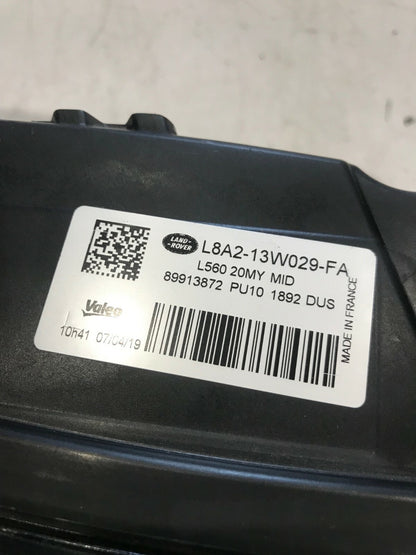 LAND-
ROVER
L8A2-13W029-FA
L560 20MY MID
89913872 PU10 1892 DUS
Valeo
10h41 07/04/19
MADE IN FRANCE